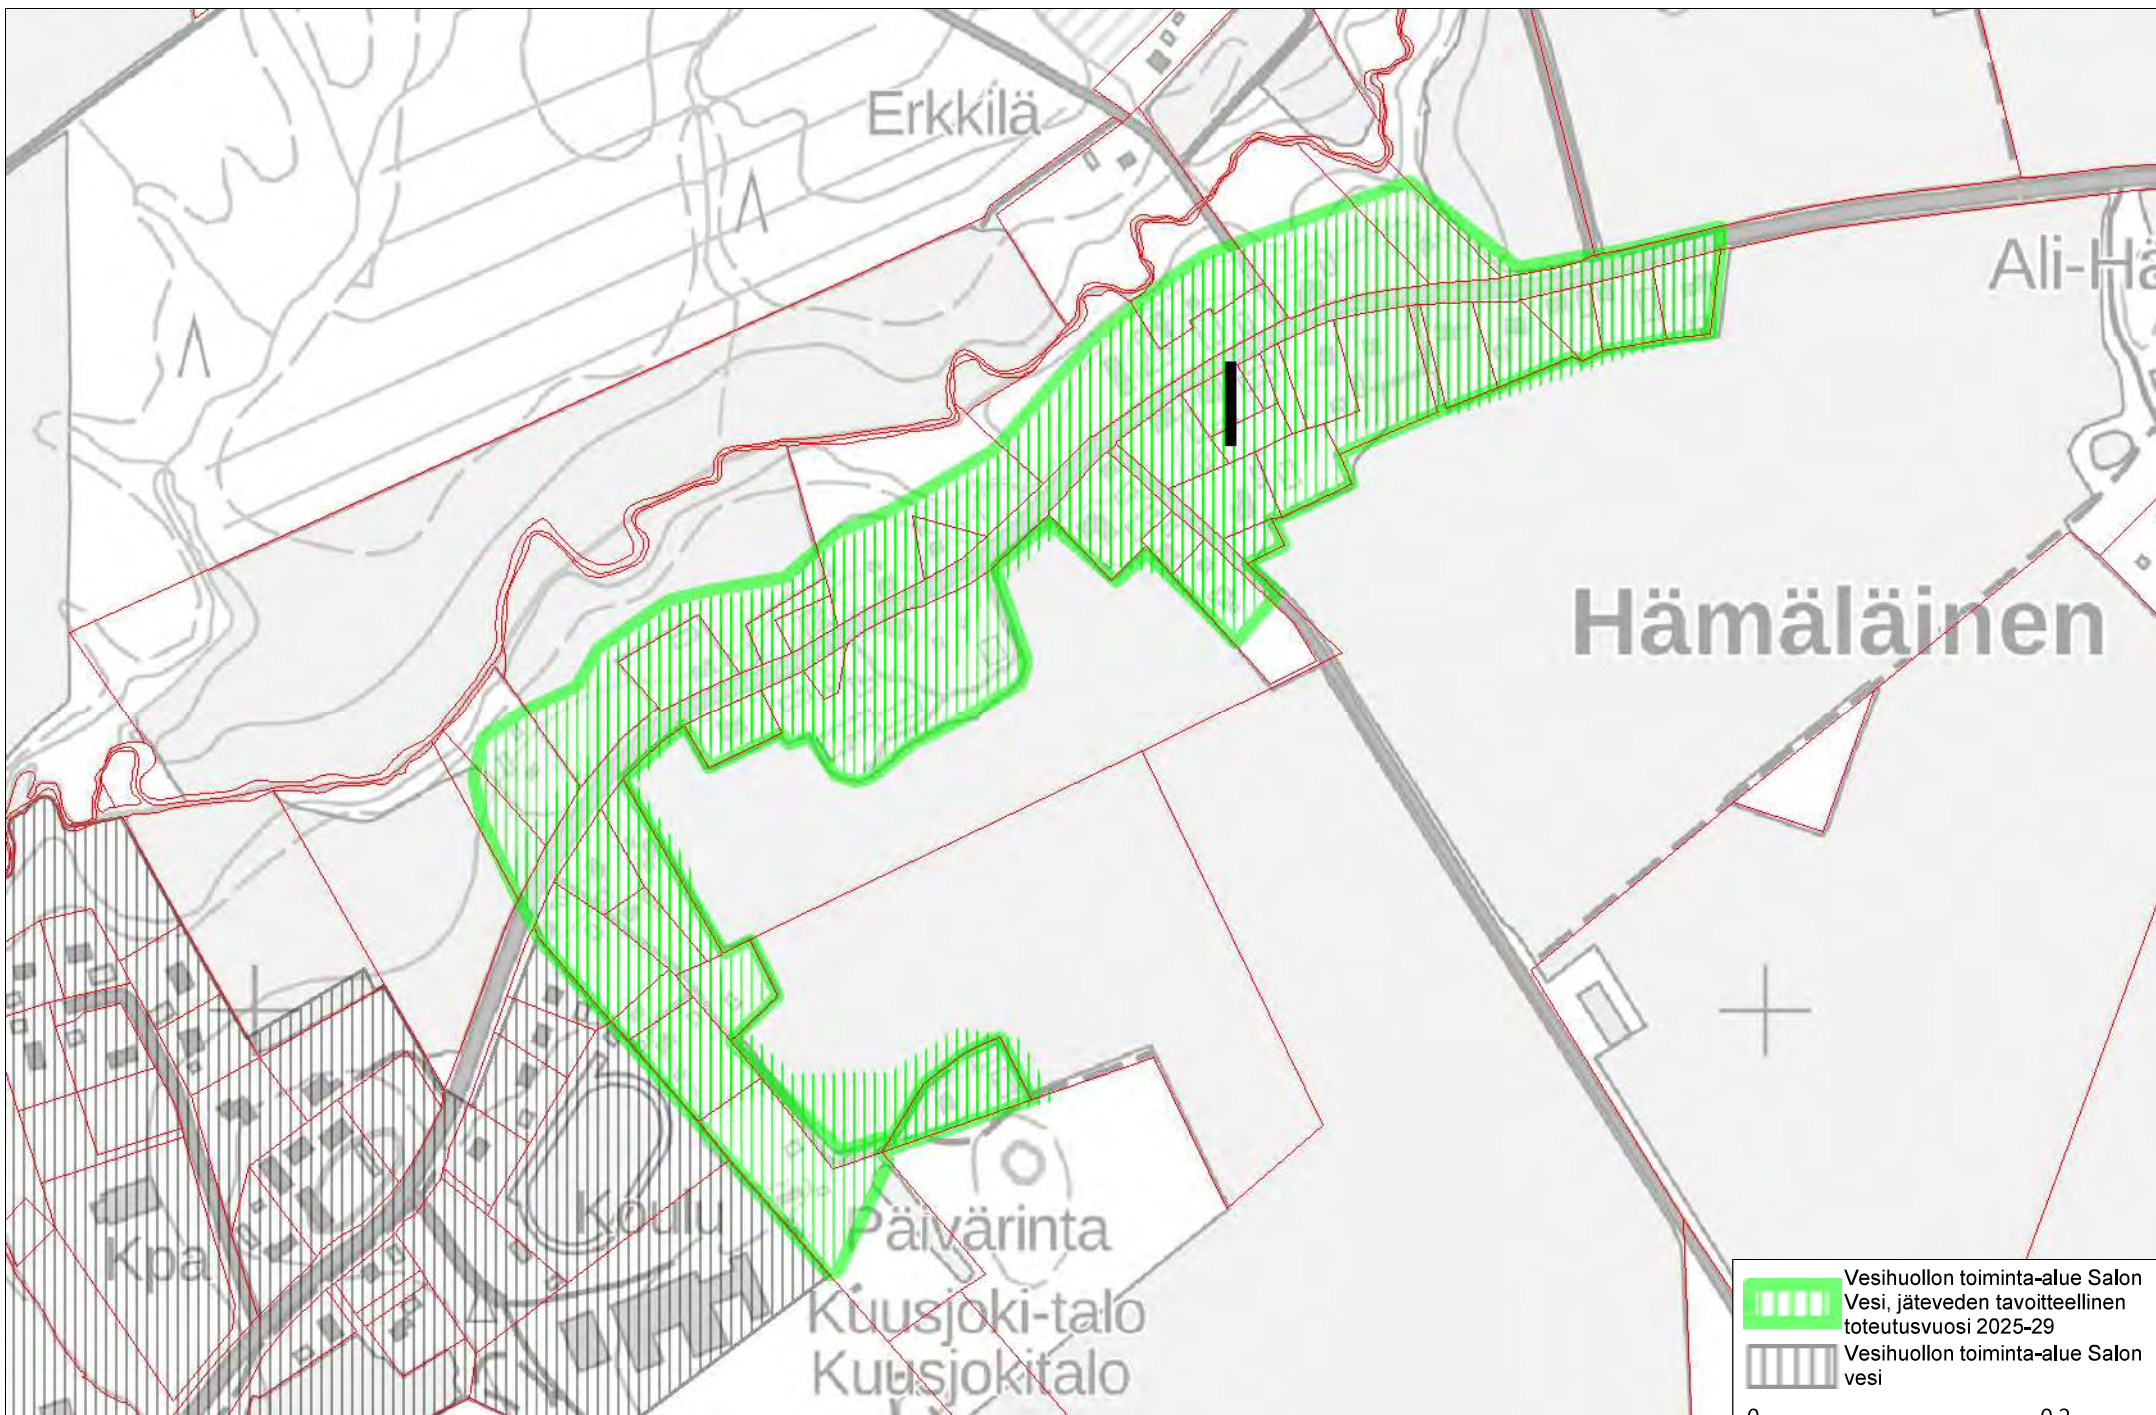 Erkkilä
Ali-Hä
Hämäläinen
Koulu
Kpa
Päivärinta
Kuusjoki-talo
Kuusjokitalo
Vesihuollon toiminta-alue Salon
Vesi, jäteveden tavoitteellinen
toteutusvuosi 2025-29
Vesihuollon toiminta-alue Salon
vesi